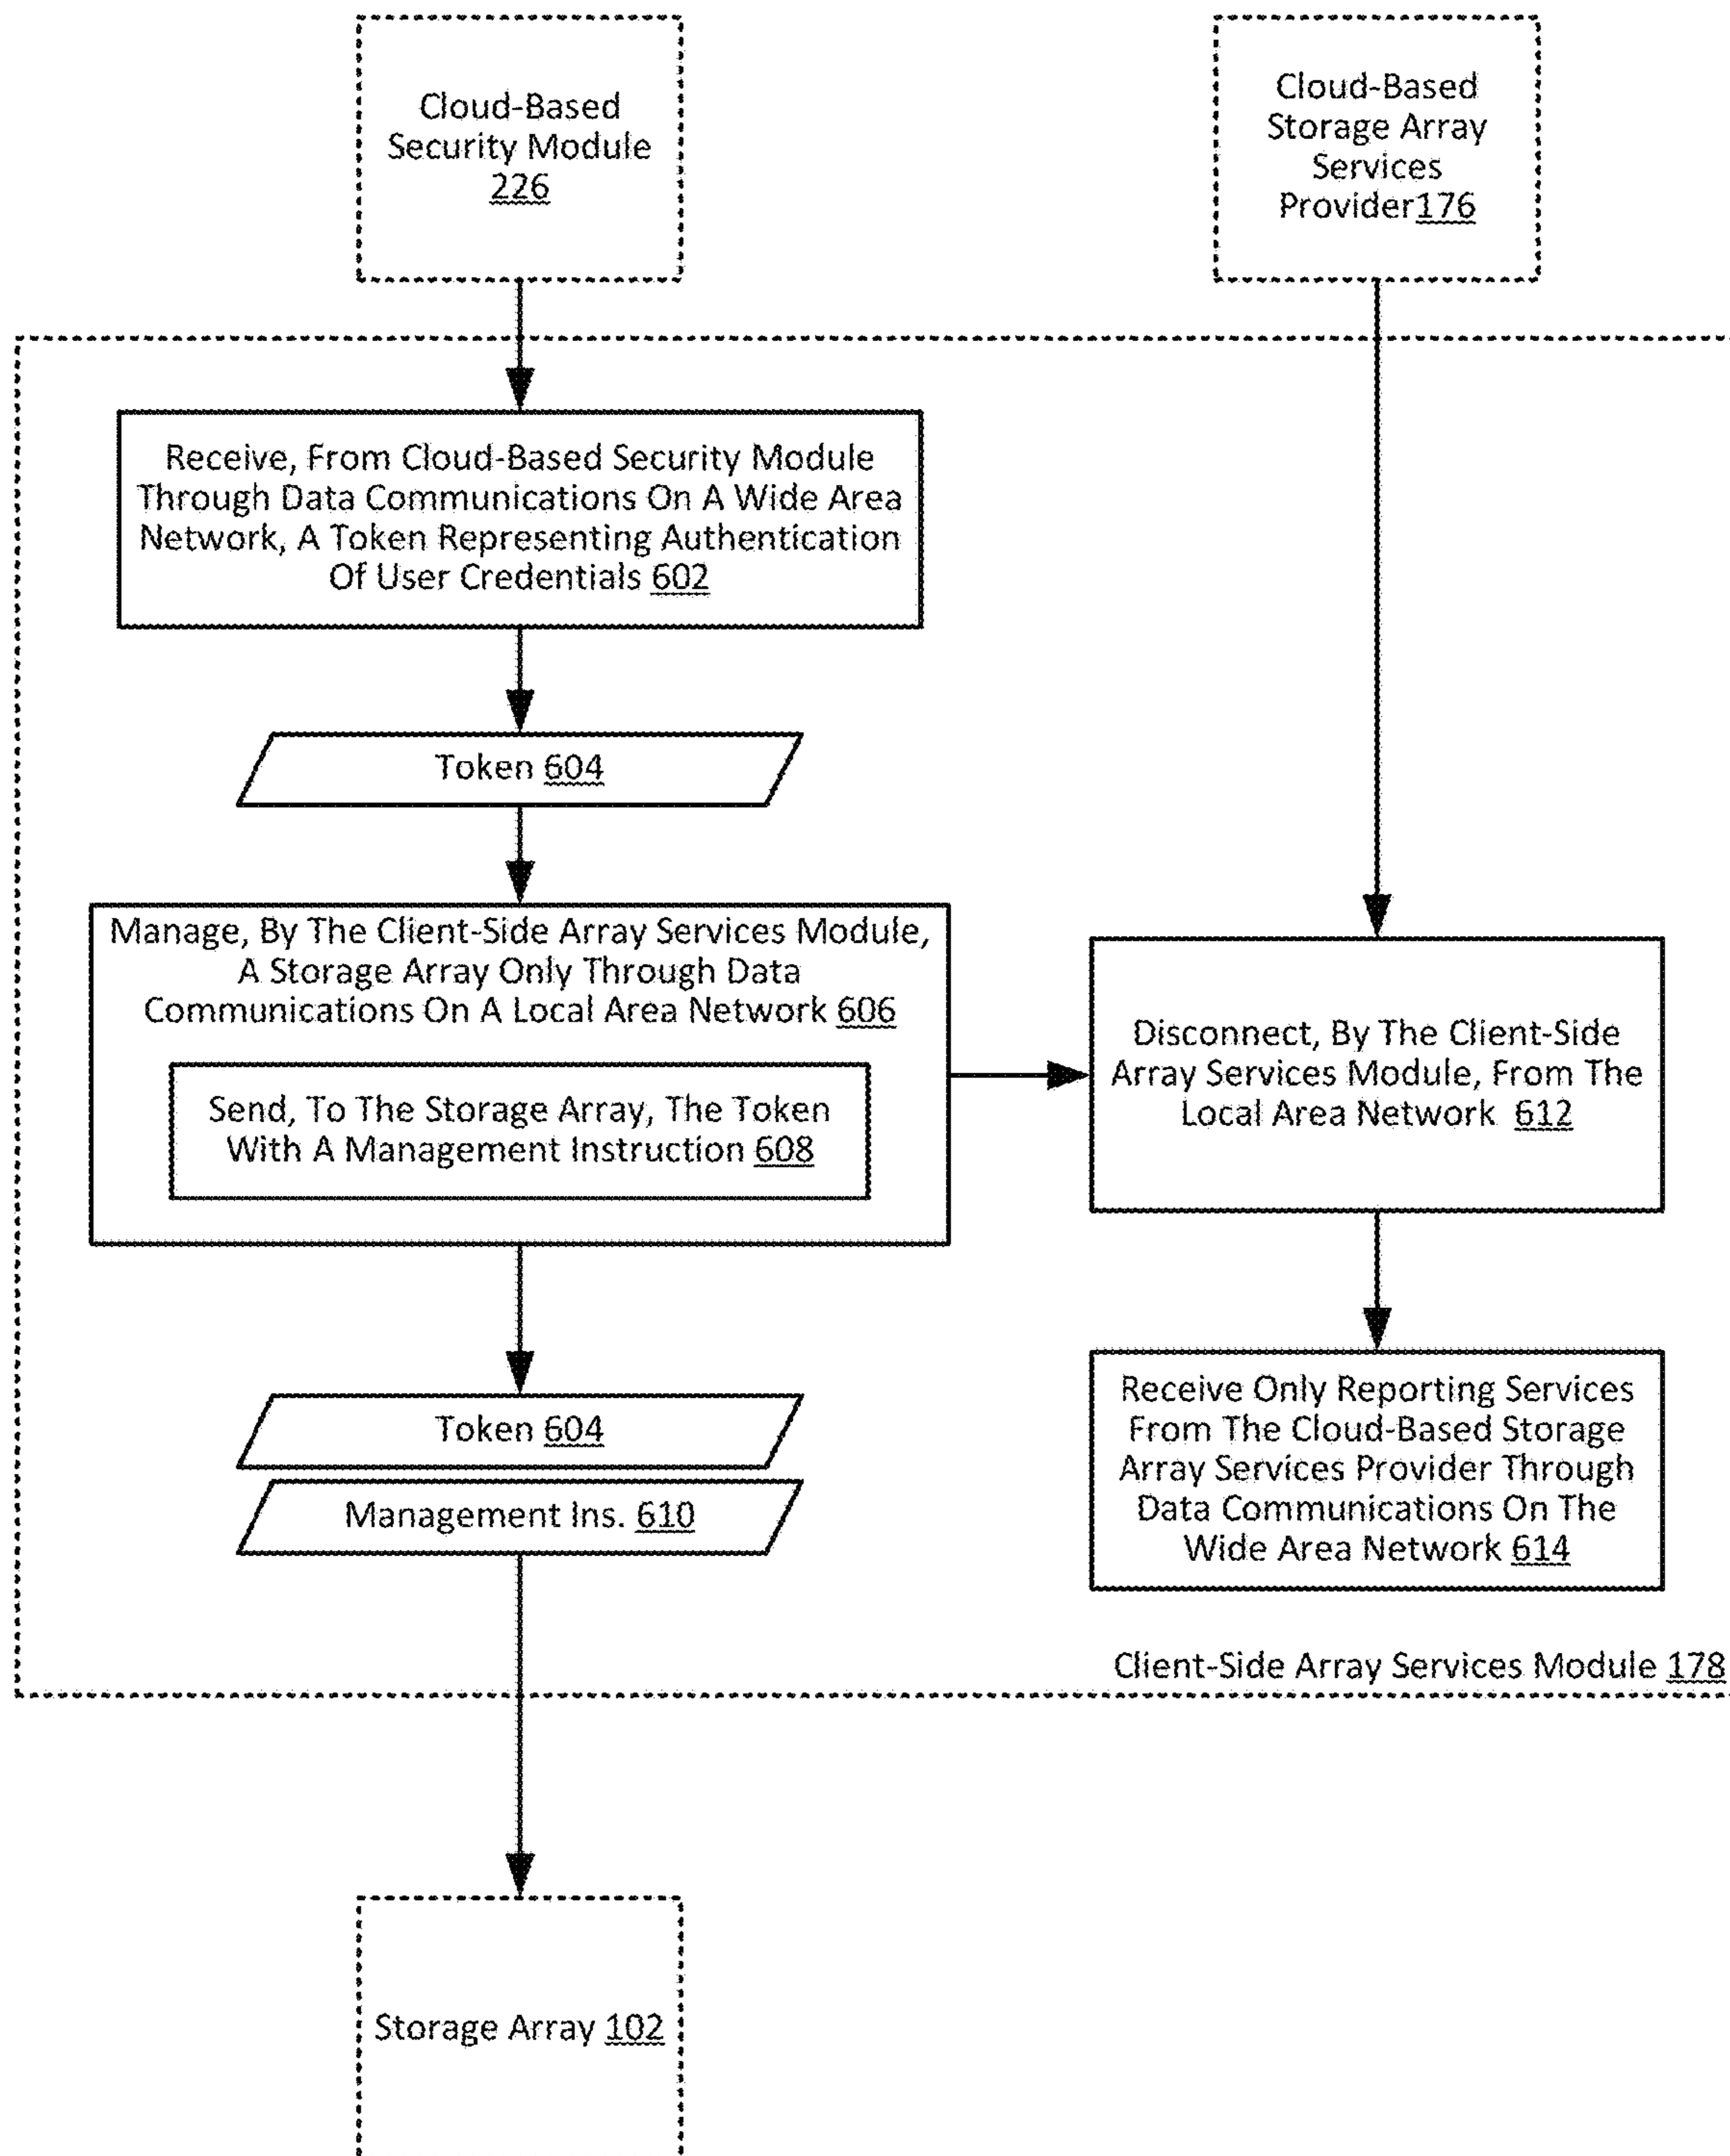 Cloud-Based
Security Module
226
Cloud-Based
Storage Array
Services
Provider176
Receive, From Cloud-Based Security Module
Through Data Communications On A Wide Area
Network, A Token Representing Authentication
Of User Credentials 602
Token 604
Manage, By The Client-Side Array Services Module,
A Storage Array Only Through Data
Communications On A Local Area Network 606
Send, To The Storage Array, The Token
With A Management Instruction 608
Disconnect, By The Client-Side
Array Services Module, From The
Local Area Network 612
Token 604
Management Ins. 610
Receive Only Reporting Services
From The Cloud-Based Storage
Array Services Provider Through
Data Communications On The
Wide Area Network 614
Client-Side Array Services Module 178
Storage Array 102